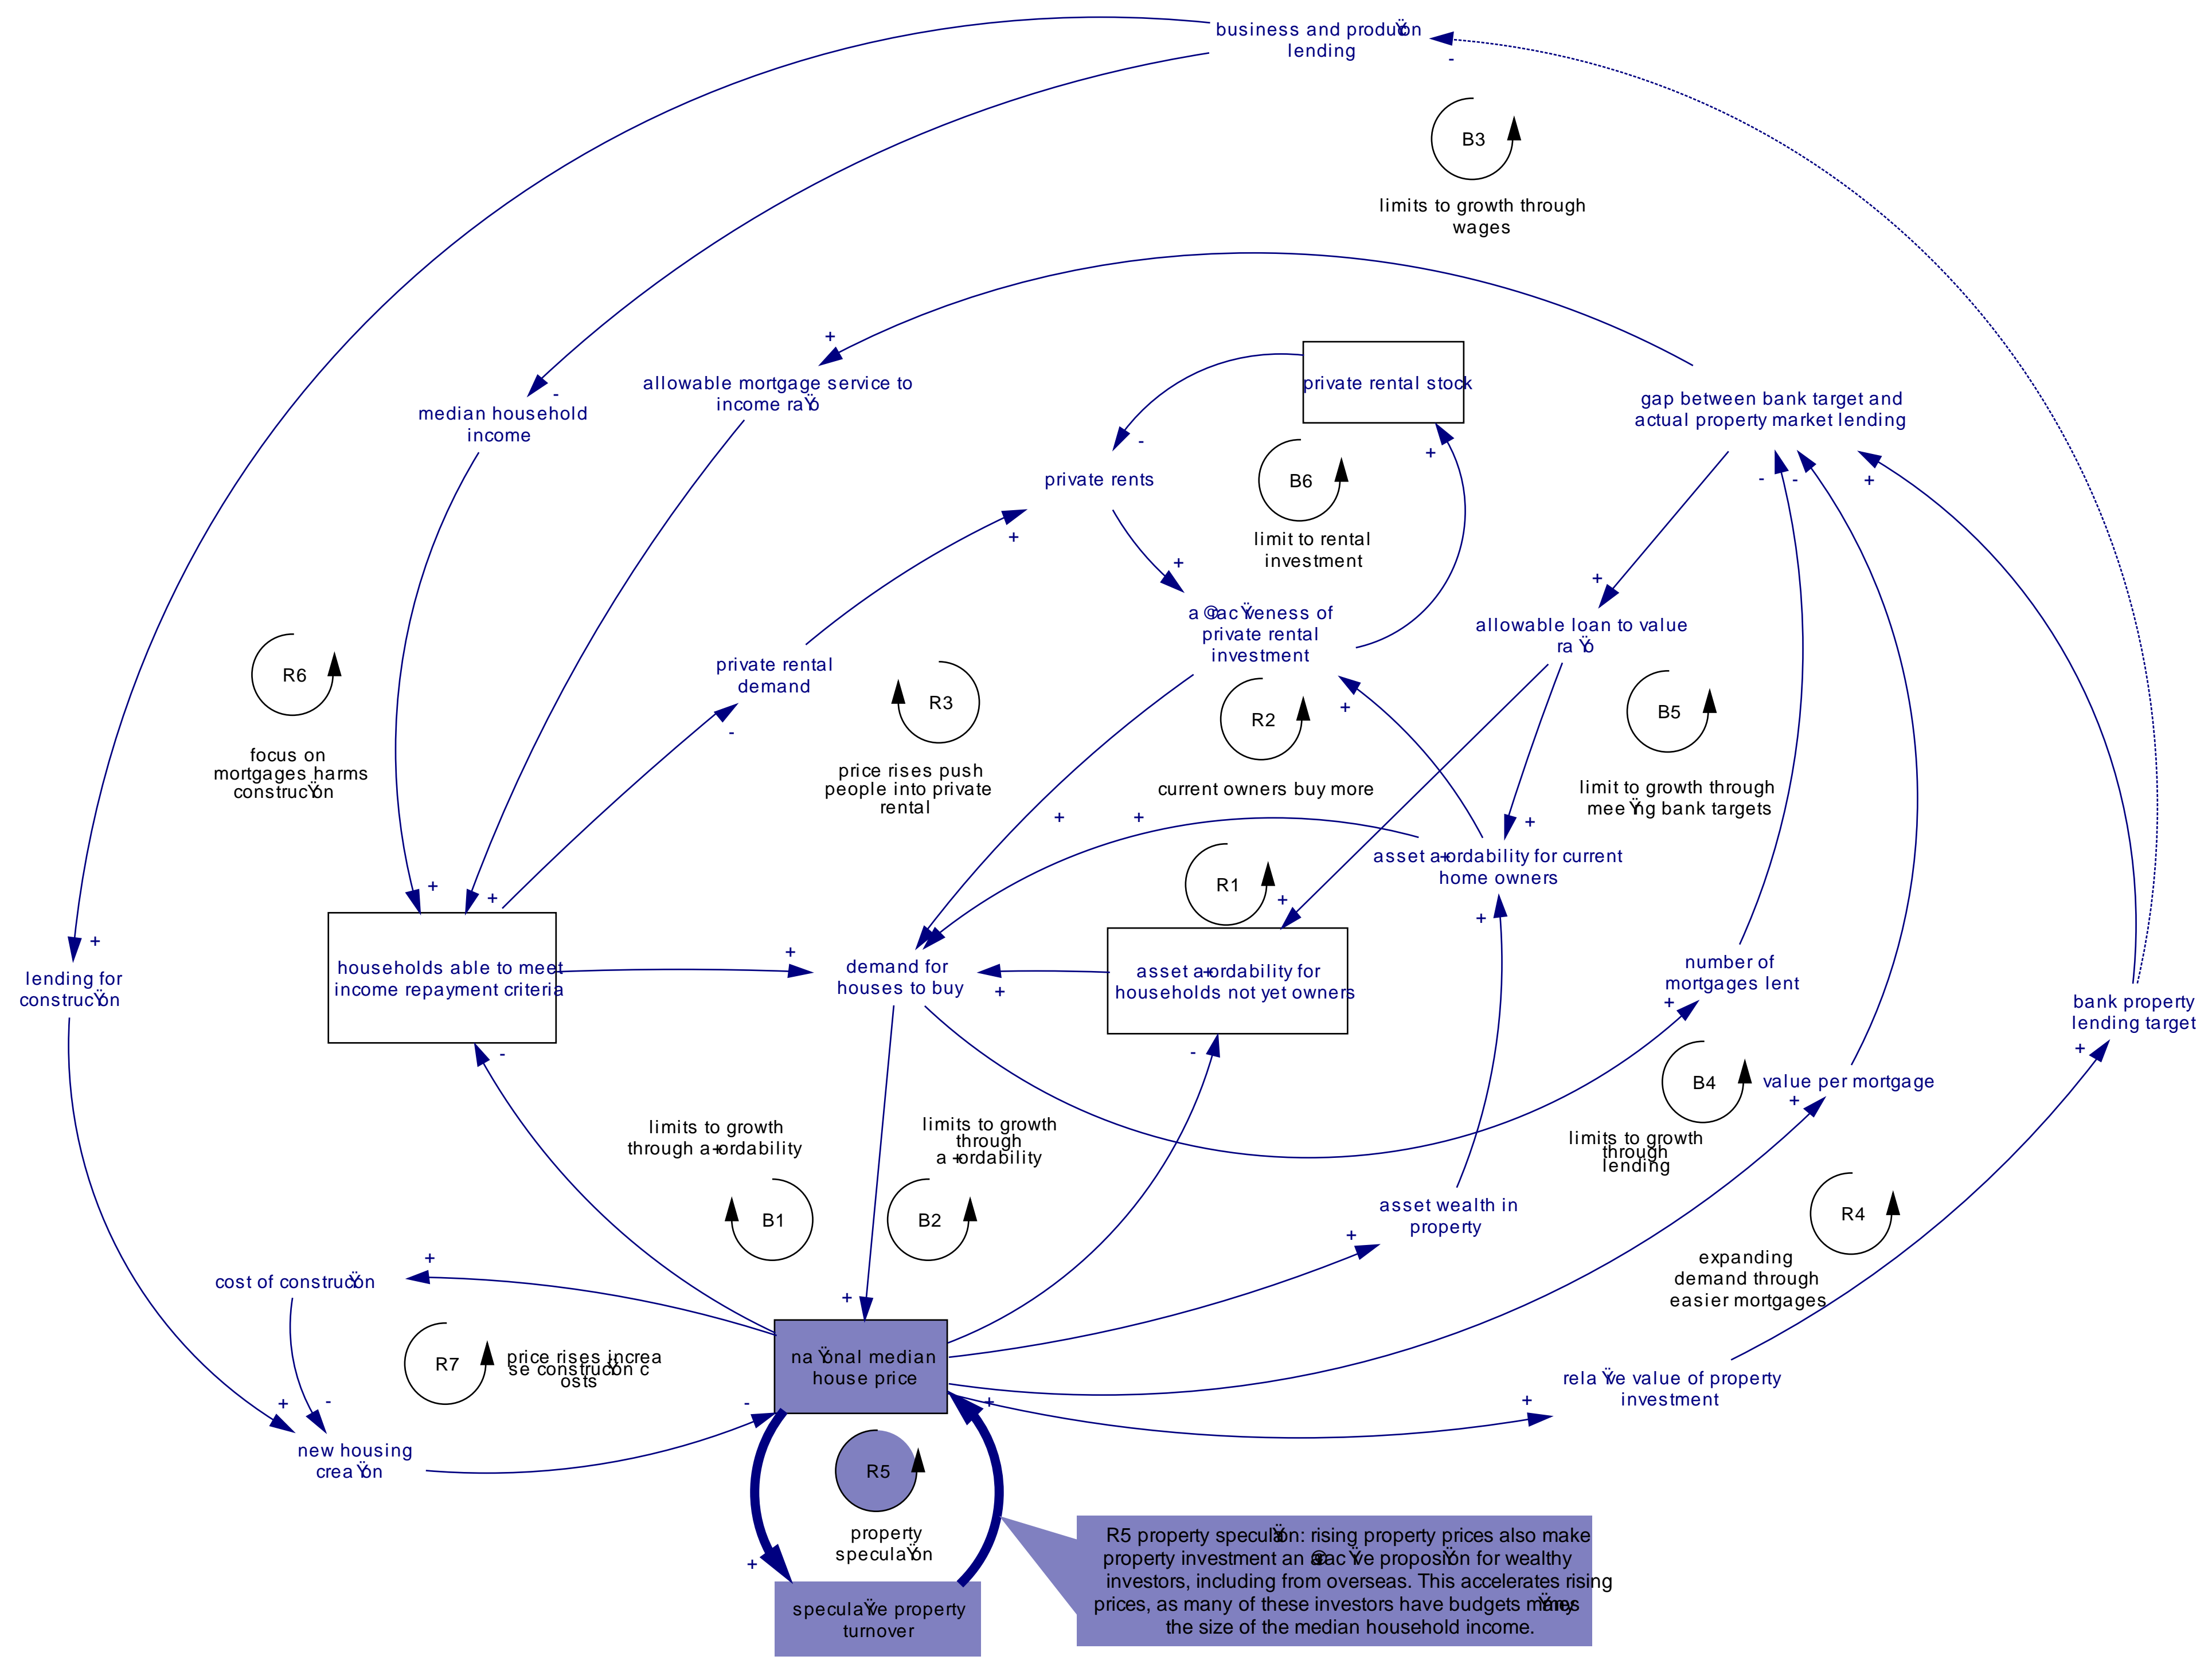 business and production
lending
B3
limits to growth through
wages
private rental stock
allowable mortgage service to
income ratio
gap between bank target and
actual property market lending
median household
income
private rents
B6
limit to rental
investment
attractiveness of
private rental
investment
allowable loan to value
ratio
R6
private rental
demand
R3
R2
B5
focus on
mortgages harms
construction
price rises push
people into private
rental
current owners buy more
limit to growth through
meeting bank targets
asset affordability for current
home owners
R1
lending for
construction
households able to meet
income repayment criteria
demand for
houses to buy
asset affordability for
households not yet owners
number of
mortgages lent
bank property
lending target
B4
value per mortgage
limits to growth
through affordability
limits to growth
through
affordability
limits to growth
through
lending
B1
B2
asset wealth in
property
R4
expanding
demand through
easier mortgages
cost of construction
R7
price rises increa
se construction c
osts
national median
house price
relative value of property
investment
new housing
creation
R5
property
speculation
speculative property
turnover
R5 property speculation: rising property prices also make
property investment an attractive proposition for wealthy
investors, including from overseas. This accelerates rising
prices, as many of these investors have budgets many times
the size of the median household income.